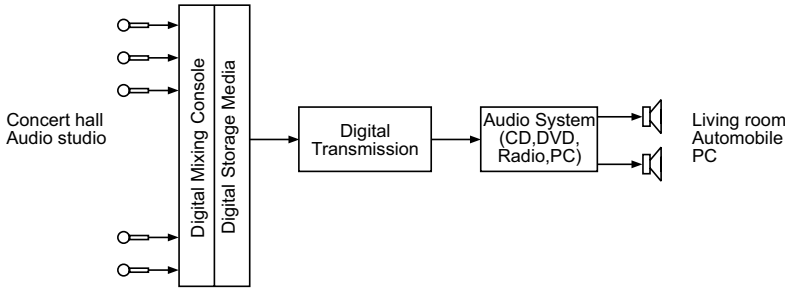 Concert hall
Audio studio
Digital Mixing Console
Digital Storage Media
Digital
Transmission
Audio System
(CD,DVD,
Radio,PC)
Living room
Automobile
PC